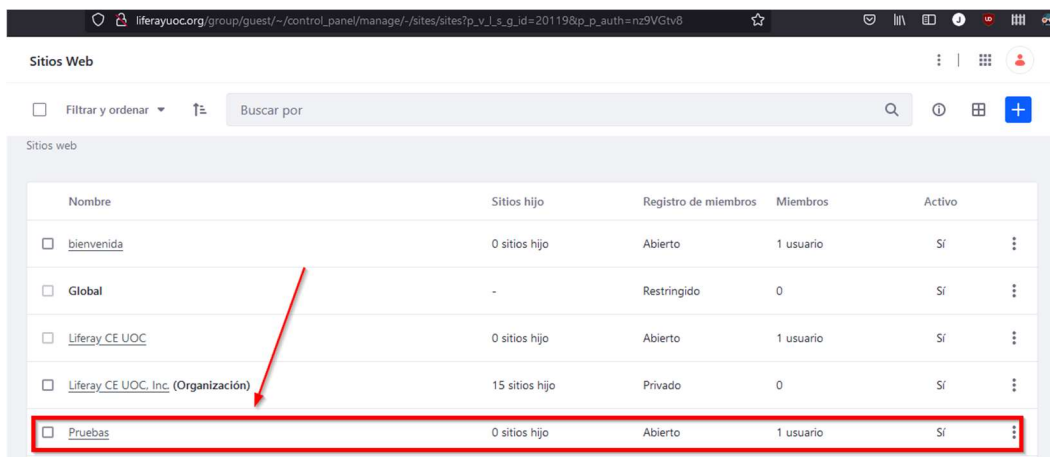 liferayuoc.org/group/guest/~/control_panel/manage/-/sites/sites?p_v_l_s_g_id=20119&p_p_auth=nz9VGtv8
Sitios Web
Filtrar y ordenar
Buscar por
Sitios web
Nombre Sitios hijo Registro de miembros Miembros Activo
bienvenida 0 sitios hijo Abierto 1 usuario Sí
Global - Restringido 0 Sí
Liferay CE UOC 0 sitios hijo Abierto 1 usuario Sí
Liferay CE UOC, Inc. (Organización) 15 sitios hijo Privado 0 Sí
Pruebas 0 sitios hijo Abierto 1 usuario Sí